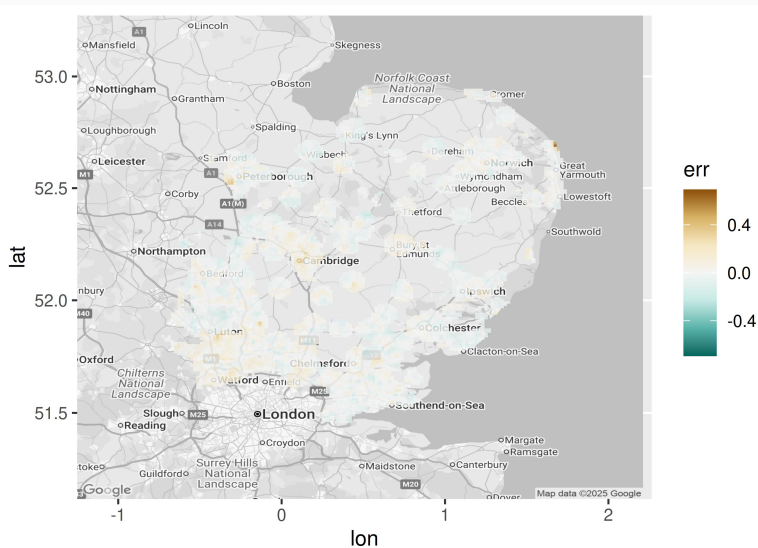 Lincoln
A1
Mansfield
Skegness
53.0
Nottingham
Boston
Norfolk Coast
National
Landscape
Grantham
Cromer
Loughborough
Spalding
King's Lynn
Leicester
Stamford
Wisbech
Dereham
Norwich
Great
Yarmouth
M1
A1
Peterborough
Wymondham
52.5
Corby
Attleborough
A1(M)
Beccles
Lowestoft
A14
Thetford
Southwold
Northampton
Bury St
Edmunds
Cambridge
Bedford
nbury
52.0
Ipswich
M40
Luton
Colchester
M11
Oxford
M1
Chelmsford
Clacton-on-Sea
Chilterns
National
Landscape
Watford
Enfield
M25
Slough
M25
London
Southend-on-Sea
51.5
Reading
Croydon
Margate
Ramsgate
stoke
Guildford
Surrey Hills
National
Landscape
Maidstone
Canterbury
M20
Google
Dover
Map data ©2025 Google
-1
0
1
2
lon
lat
err
0.4
0.0
-0.4